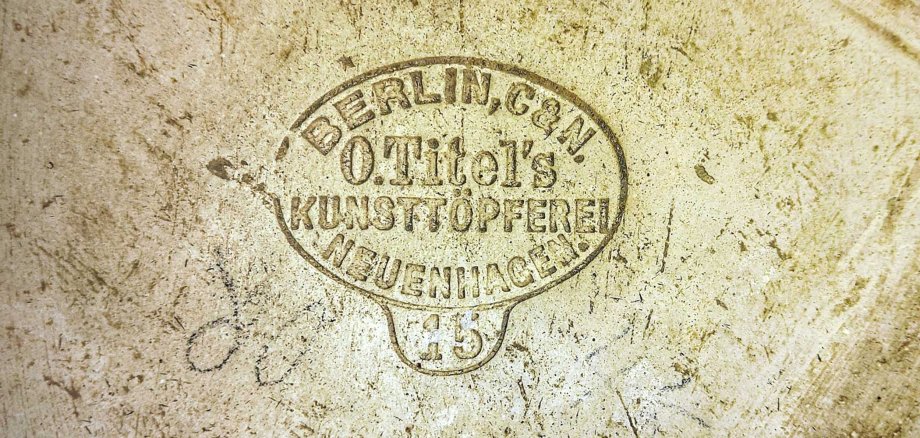 BERLIN, C&N.
O.Titel's
KUNSTTÖPFEREI
NEUENHAGEN.
15